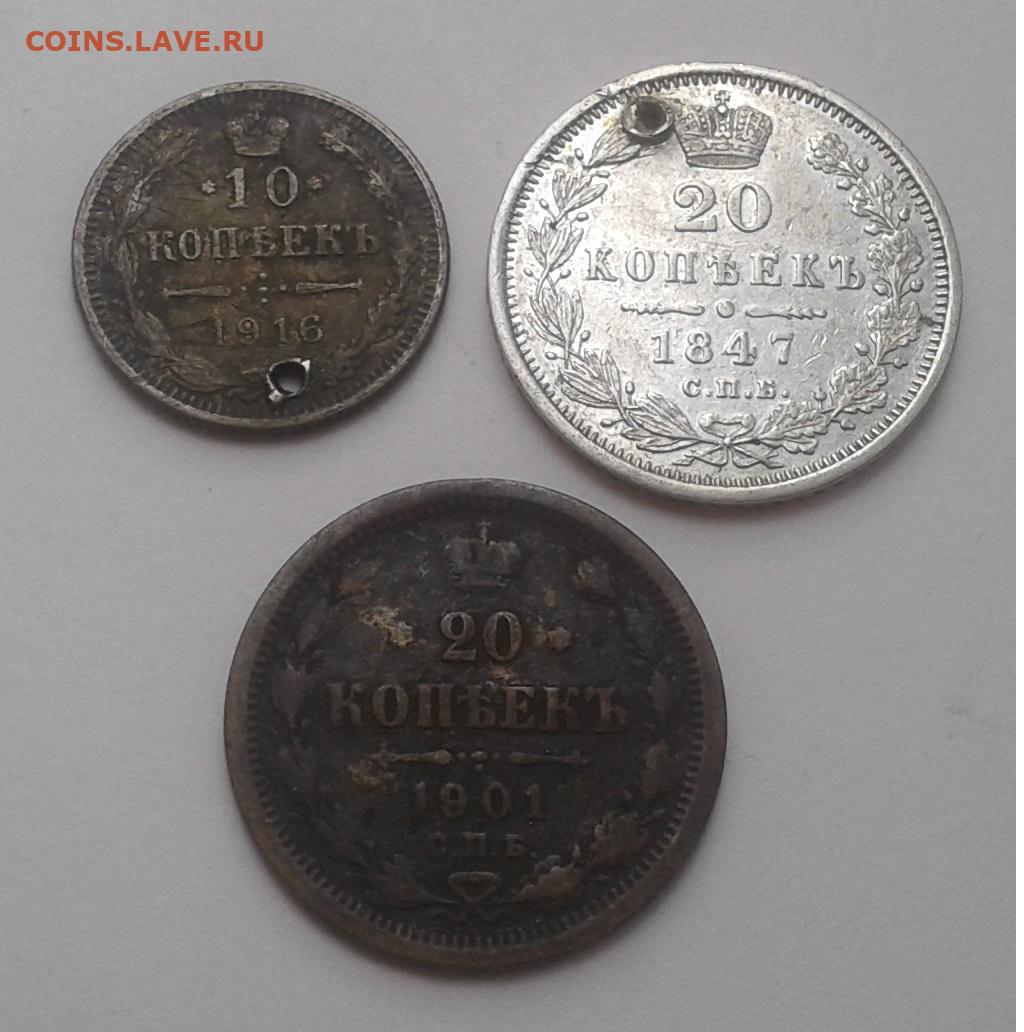 COINS.LAVE.RU
10
КОПѢЕКЪ
1916
20
КОПѢЕКЪ
1847
С.П.Б.
20
КОПѢЕКЪ
1901
С.П.Б.